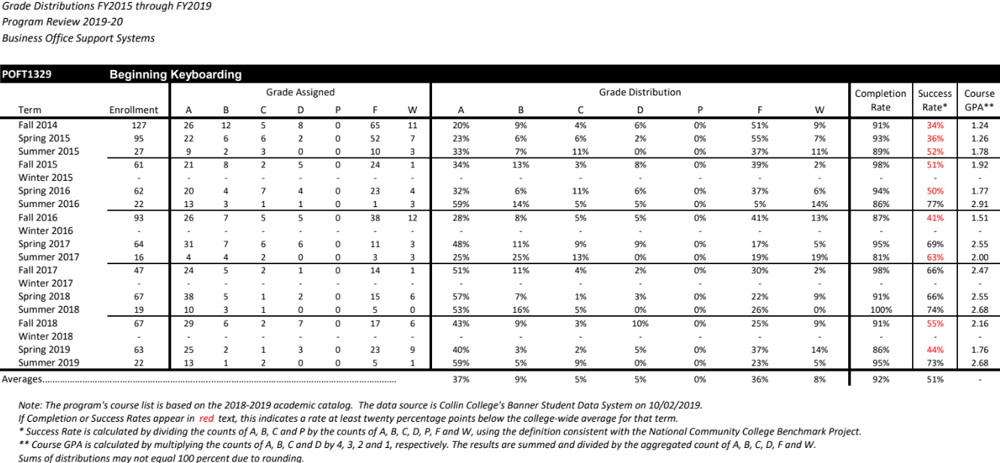 Grade Distributions FY2015 through FY2019
Program Review 2019-20
Business Office Support Systems
POFT1329 Beginning Keyboarding
Grade Assigned Grade Distribution Completion Success Course
Term Enrollment A B C D P F W A B C D P F W Rate Rate* GPA**
Fall 2014 127 26 12 5 8 0 65 11 20% 9% 4% 6% 0% 51% 9% 91% 34% 1.24
Spring 2015 95 22 6 6 2 0 52 7 23% 6% 6% 2% 0% 55% 7% 93% 36% 1.26
Summer 2015 27 9 2 3 0 0 10 3 33% 7% 11% 0% 0% 37% 11% 89% 52% 1.78
Fall 2015 61 21 8 2 5 0 24 1 34% 13% 3% 8% 0% 39% 2% 98% 51% 1.92
Winter 2015 - - - - - - - - - - - - - - - - - -
Spring 2016 62 20 4 7 4 0 23 4 32% 6% 11% 6% 0% 37% 6% 94% 50% 1.77
Summer 2016 22 13 3 1 1 0 1 3 59% 14% 5% 5% 0% 5% 14% 86% 77% 2.91
Fall 2016 93 26 7 5 5 0 38 12 28% 8% 5% 5% 0% 41% 13% 87% 41% 1.51
Winter 2016 - - - - - - - - - - - - - - - - - -
Spring 2017 64 31 7 6 6 0 11 3 48% 11% 9% 9% 0% 17% 5% 95% 69% 2.55
Summer 2017 16 4 4 2 0 0 3 3 25% 25% 13% 0% 0% 19% 19% 81% 63% 2.00
Fall 2017 47 24 5 2 1 0 14 1 51% 11% 4% 2% 0% 30% 2% 98% 66% 2.47
Winter 2017 - - - - - - - - - - - - - - - - - -
Spring 2018 67 38 5 1 2 0 15 6 57% 7% 1% 3% 0% 22% 9% 91% 66% 2.55
Summer 2018 19 10 3 1 0 0 5 0 53% 16% 5% 0% 0% 26% 0% 100% 74% 2.68
Fall 2018 67 29 6 2 7 0 17 6 43% 9% 3% 10% 0% 25% 9% 91% 55% 2.16
Winter 2018 - - - - - - - - - - - - - - - - - -
Spring 2019 63 25 2 1 3 0 23 9 40% 3% 2% 5% 0% 37% 14% 86% 44% 1.76
Summer 2019 22 13 1 2 0 0 5 1 59% 5% 9% 0% 0% 23% 5% 95% 73% 2.68
Averages........................................................................................................................ 37% 9% 5% 5% 0% 36% 8% 92% 51% -
Note: The program's course list is based on the 2018-2019 academic catalog. The data source is Collin College's Banner Student Data System on 10/02/2019.
If Completion or Success Rates appear in red text, this indicates a rate at least twenty percentage points below the college-wide average for that term.
* Success Rate is calculated by dividing the counts of A, B, C and P by the counts of A, B, C, D, P, F and W, using the definition consistent with the National Community College Benchmark Project.
** Course GPA is calculated by multiplying the counts of A, B, C and D by 4, 3, 2 and 1, respectively. The results are summed and divided by the aggregated count of A, B, C, D, F and W.
Sums of distributions may not equal 100 percent due to rounding.